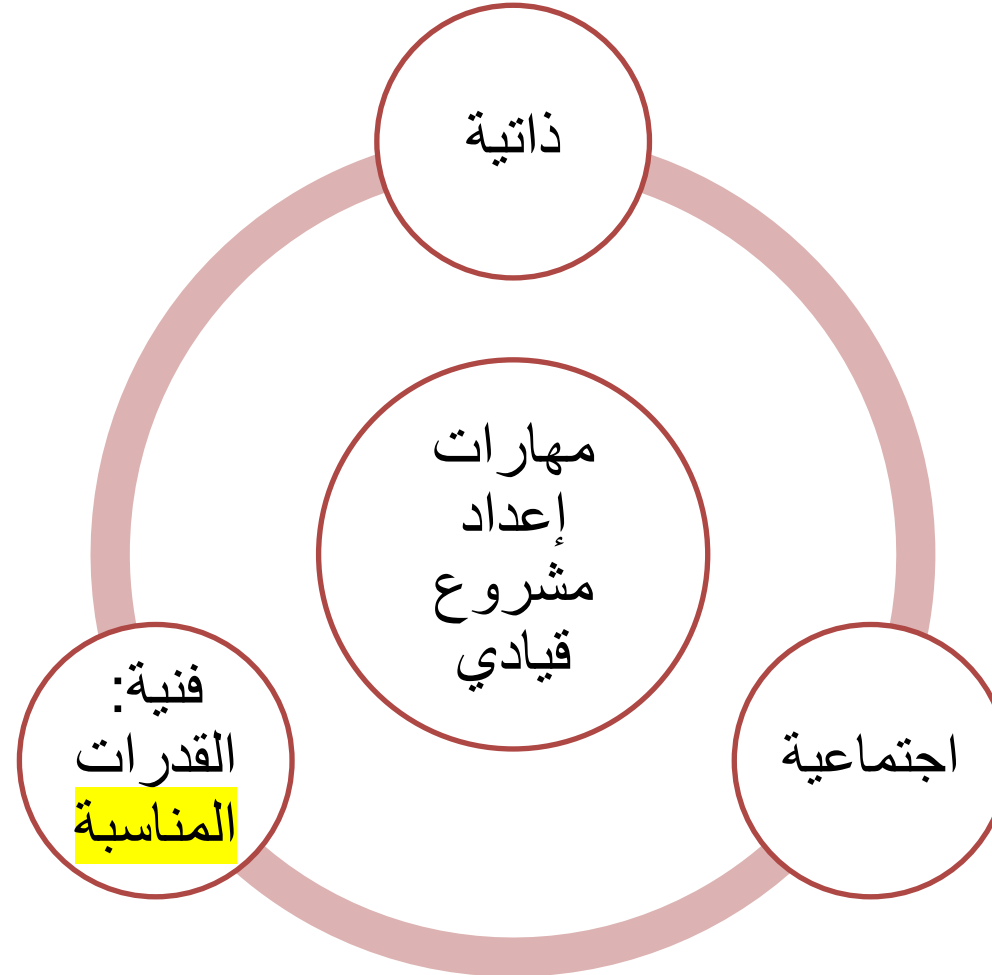 ذاتية
مهارات
إعداد
مشروع
قيادي
اجتماعية
فنية:
القدرات
المناسبة